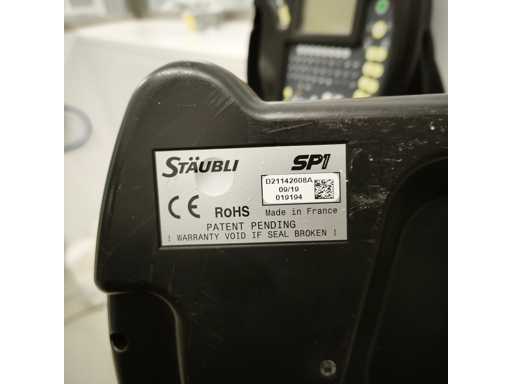 STÄUBLI
SP1
D21142608A
09/19
019194
CE RoHS Made in France
PATENT PENDING
! WARRANTY VOID IF SEAL BROKEN !